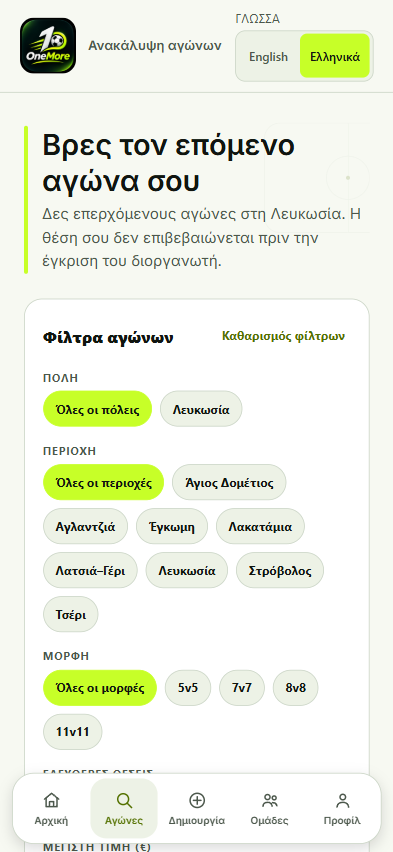 ΓΛΩΣΣΑ
10
OneMore
Ανακάλυψη αγώνων
English
Ελληνικά
Βρες τον επόμενο
αγώνα σου
Δες επερχόμενους αγώνες στη Λευκωσία. Η
θέση σου δεν επιβεβαιώνεται πριν την
έγκριση του διοργανωτή.
Φίλτρα αγώνων
Καθαρισμός φίλτρων
ΠΟΛΗ
Όλες οι πόλεις
Λευκωσία
ΠΕΡΙΟΧΗ
Όλες οι περιοχές
Άγιος Δομέτιος
Αγλαντζιά
Έγκωμη
Λακατάμια
Λατσιά–Γέρι
Λευκωσία
Στρόβολος
Τσέρι
ΜΟΡΦΗ
Όλες οι μορφές
5v5
7v7
8v8
11v11
ΕΛΕΥΘΕΡΕΣ ΘΕΣΕΙΣ
Αρχική
Αγώνες
Δημιουργία
Ομάδες
Προφίλ
ΜΕΓΙΣΤΗ ΤΙΜΗ (€)